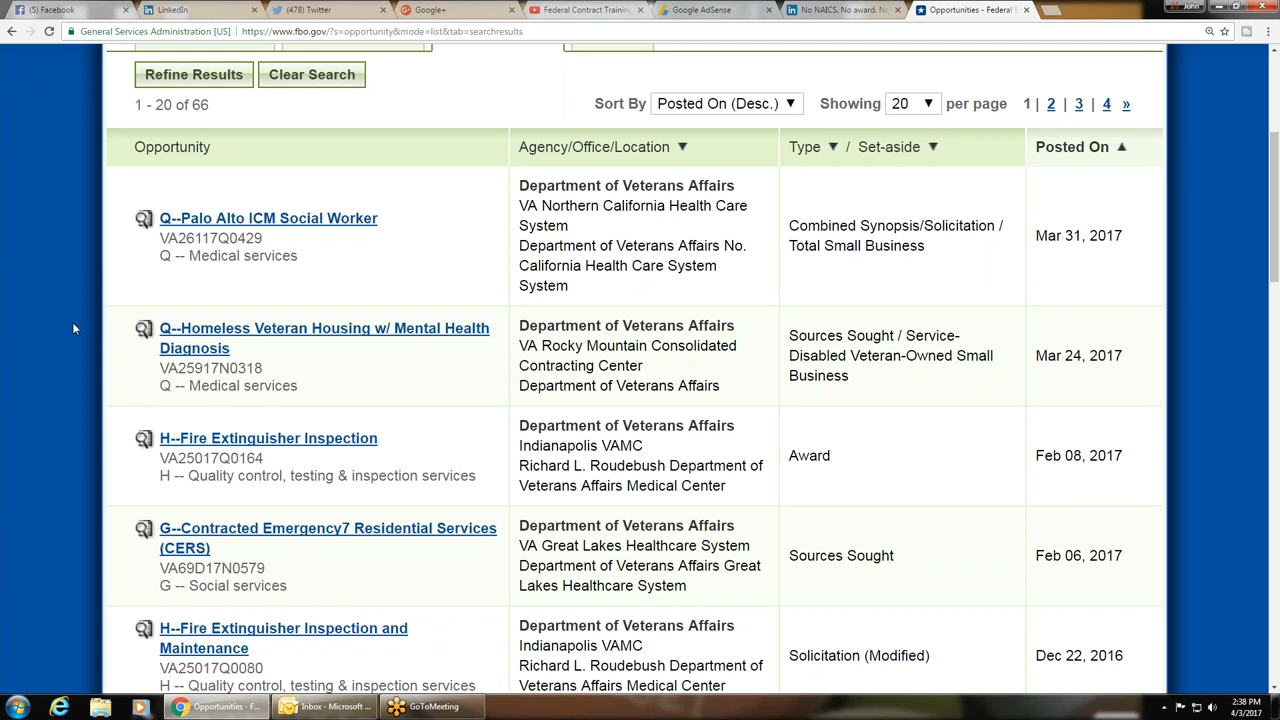 (5) Facebook
LinkedIn
(478) Twitter
Google+
Federal Contract Training
Google AdSense
No NAICS. No award. No
Opportunities - Federal B
John
General Services Administration [US] https://www.fbo.gov/?s=opportunity&mode=list&tab=searchresults
Refine Results Clear Search
1 - 20 of 66
Sort By Posted On (Desc.) ▼ Showing 20 ▼ per page 1 | 2 | 3 | 4 »
Opportunity
Agency/Office/Location ▼
Type ▼ / Set-aside ▼
Posted On ▲
Q--Palo Alto ICM Social Worker
VA26117Q0429
Q -- Medical services
Department of Veterans Affairs
VA Northern California Health Care
System
Department of Veterans Affairs No.
California Health Care System
System
Combined Synopsis/Solicitation /
Total Small Business
Mar 31, 2017
Q--Homeless Veteran Housing w/ Mental Health
Diagnosis
VA25917N0318
Q -- Medical services
Department of Veterans Affairs
VA Rocky Mountain Consolidated
Contracting Center
Department of Veterans Affairs
Sources Sought / Service-
Disabled Veteran-Owned Small
Business
Mar 24, 2017
H--Fire Extinguisher Inspection
VA25017Q0164
H -- Quality control, testing & inspection services
Department of Veterans Affairs
Indianapolis VAMC
Richard L. Roudebush Department of
Veterans Affairs Medical Center
Award
Feb 08, 2017
G--Contracted Emergency7 Residential Services
(CERS)
VA69D17N0579
G -- Social services
Department of Veterans Affairs
VA Great Lakes Healthcare System
Department of Veterans Affairs Great
Lakes Healthcare System
Sources Sought
Feb 06, 2017
H--Fire Extinguisher Inspection and
Maintenance
VA25017Q0080
H -- Quality control, testing & inspection services
Department of Veterans Affairs
Indianapolis VAMC
Richard L. Roudebush Department of
Veterans Affairs Medical Center
Solicitation (Modified)
Dec 22, 2016
Opportunities - F...
Inbox - Microsoft ...
GoToMeeting
2:38 PM
4/3/2017